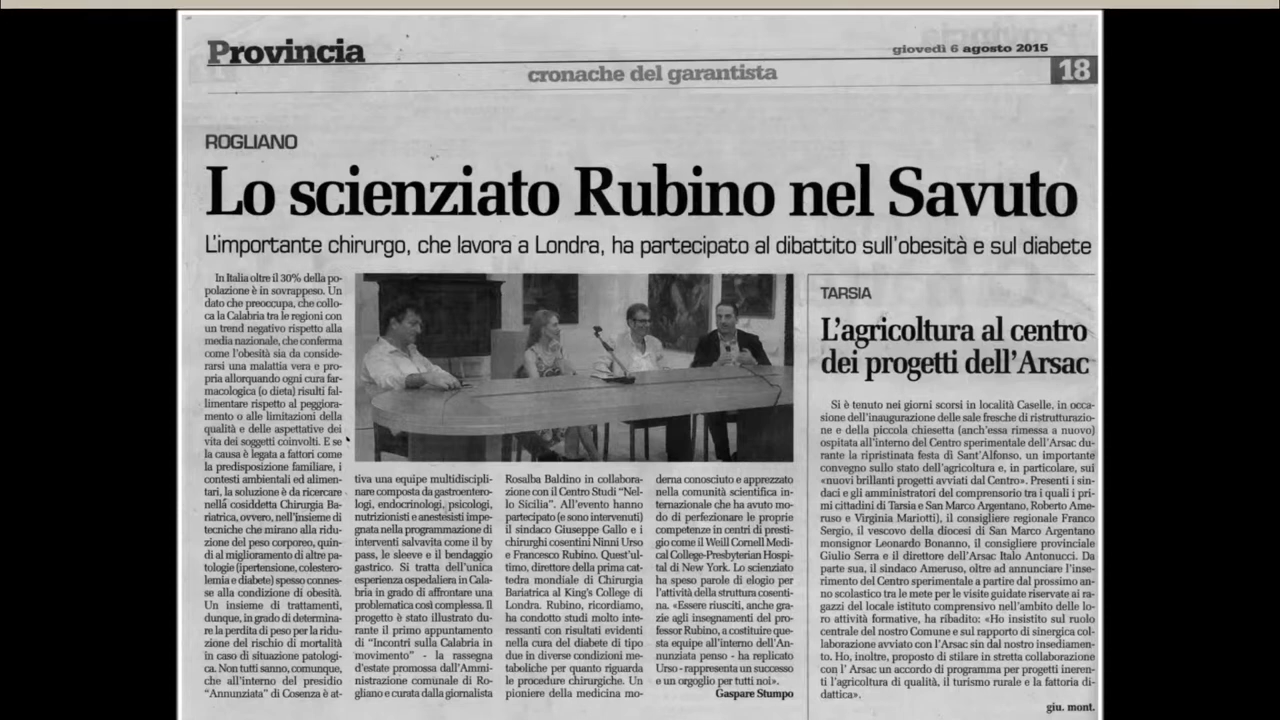 Provincia
giovedì 6 agosto 2015
cronache del garantista
18
ROGLIANO
Lo scienziato Rubino nel Savuto
L'importante chirurgo, che lavora a Londra, ha partecipato al dibattito sull'obesità e sul diabete
In Italia oltre il 30% della po-
polazione è in sovrappeso. Un
dato che preoccupa, che collo-
ca la Calabria tra le regioni con
un trend negativo rispetto alla
media nazionale, che conferma
come l'obesità sia da conside-
rarsi una malattia vera e pro-
pria allorquando ogni cura far-
macologica (o dieta) risulti fal-
limentare rispetto al peggiora-
mento o alle limitazioni della
qualità e delle aspettative dei
vita dei soggetti coinvolti. E se
la causa è legata a fattori come
la predisposizione familiare, i
contesti ambientali ed alimen-
tari, la soluzione è da ricercare
nella cosiddetta Chirurgia Ba-
riatrica, ovvero, nell'insieme di
tecniche che mirano alla ridu-
zione del peso corporeo, quin-
di al miglioramento di altre pa-
tologie (ipertensione, colestero-
lemia e diabete) spesso connes-
se alla condizione di obesità.
Un insieme di trattamenti,
dunque, in grado di determina-
re la perdita di peso per la ridu-
zione del rischio di mortalità
in caso di situazione patologi-
ca. Non tutti sanno, comunque,
che all'interno del presidio
"Annunziata" di Cosenza è at-
tiva una equipe multidiscipli-
nare composta da gastroentero-
logi, endocrinologi, psicologi,
nutrizionisti e anestesisti impe-
gnata nella programmazione di
interventi salvavita come il by
pass, le sleeve e il bendaggio
gastrico. Si tratta dell'unica
esperienza ospedaliera in Cala-
bria in grado di affrontare una
problematica così complessa. Il
progetto è stato illustrato du-
rante il primo appuntamento
di "Incontri sulla Calabria in
movimento" - la rassegna
d'estate promossa dall'Ammi-
nistrazione comunale di Ro-
gliano e curata dalla giornalista
Rosalba Baldino in collabora-
zione con il Centro Studi "Nel-
lo Sicilia". All'evento hanno
partecipato (e sono intervenuti)
il sindaco Giuseppe Gallo e i
chirurghi cosentini Ninni Urso
e Francesco Rubino. Quest'ul-
timo, direttore della prima cat-
tedra mondiale di Chirurgia
Bariatrica al King's College di
Londra. Rubino, ricordiamo,
ha condotto studi molto inte-
ressanti con risultati evidenti
nella cura del diabete di tipo
due in diverse condizioni me-
taboliche per quanto riguarda
le procedure chirurgiche. Un
pioniere della medicina mo-
derna conosciuto e apprezzato
nella comunità scientifica in-
ternazionale che ha avuto mo-
do di perfezionare le proprie
competenze in centri di presti-
gio come il Weill Cornell Medi-
cal College-Presbyterian Hospi-
tal di New York. Lo scienziato
ha speso parole di elogio per
l'attività della struttura cosenti-
na. «Essere riusciti, anche gra-
zie agli insegnamenti del pro-
fessor Rubino, a costituire que-
sta equipe all'interno dell'An-
nunziata penso - ha replicato
Urso - rappresenta un successo
e un orgoglio per tutti noi».
Gaspare Stumpo
TARSIA
L'agricoltura al centro
dei progetti dell'Arsac
Si è tenuto nei giorni scorsi in località Caselle, in occa-
sione dell'inaugurazione delle sale fresche di ristrutturazio-
ne e della piccola chiesetta (anch'essa rimessa a nuovo)
ospitata all'interno del Centro sperimentale dell'Arsac du-
rante la ripristinata festa di Sant'Alfonso, un importante
convegno sullo stato dell'agricoltura e, in particolare, sui
«nuovi brillanti progetti avviati dal Centro». Presenti i sin-
daci e gli amministratori del comprensorio tra i quali i pri-
mi cittadini di Tarsia e San Marco Argentano, Roberto Ame-
ruso e Virginia Mariotti), il consigliere regionale Franco
Sergio, il vescovo della diocesi di San Marco Argentano
monsignor Leonardo Bonanno, il consigliere provinciale
Giulio Serra e il direttore dell'Arsac Italo Antonucci. Da
parte sua, il sindaco Ameruso, oltre ad annunciare l'inse-
rimento del Centro sperimentale a partire dal prossimo an-
no scolastico tra le mete per le visite guidate riservate ai ra-
gazzi del locale istituto comprensivo nell'ambito delle lo-
ro attività formative, ha ribadito: «Ho insistito sul ruolo
centrale del nostro Comune e sul rapporto di sinergica col-
laborazione avviato con l'Arsac sin dal nostro insediamen-
to. Ho, inoltre, proposto di stilare in stretta collaborazione
con l' Arsac un accordo di programma per progetti ineren-
ti l'agricoltura di qualità, il turismo rurale e la fattoria di-
dattica».
giu. mont.